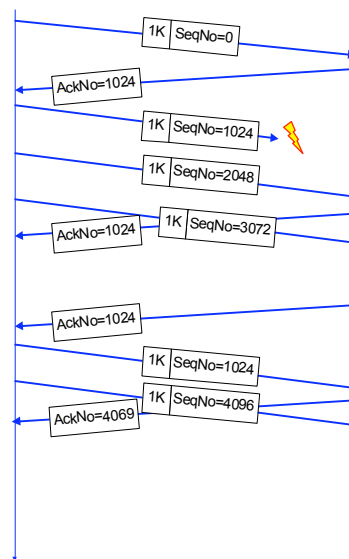 1K SeqNo=0
AckNo=1024
1K SeqNo=1024
1K SeqNo=2048
1K SeqNo=3072
AckNo=1024
AckNo=1024
1K SeqNo=1024
1K SeqNo=4096
AckNo=4069